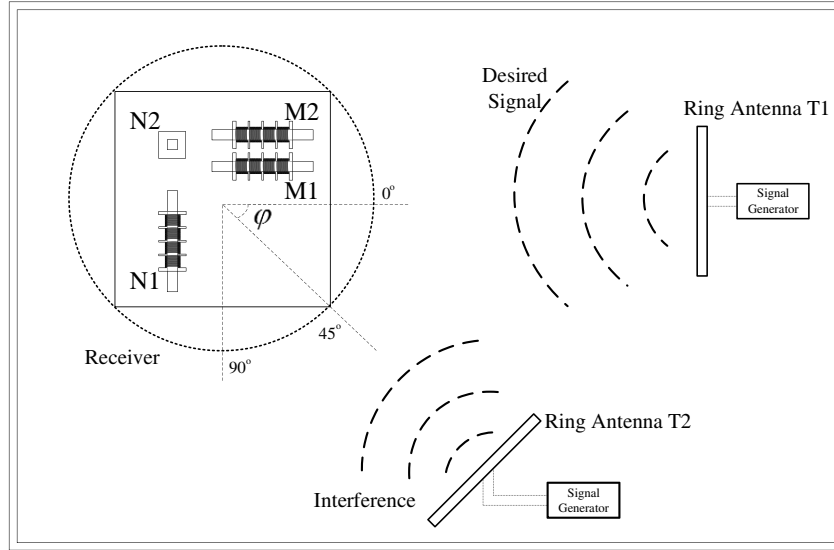 Desired
Signal
Ring Antenna T1
N2
M2
M1
0°
Signal
Generator
φ
N1
45°
Receiver
90°
Ring Antenna T2
Interference
Signal
Generator